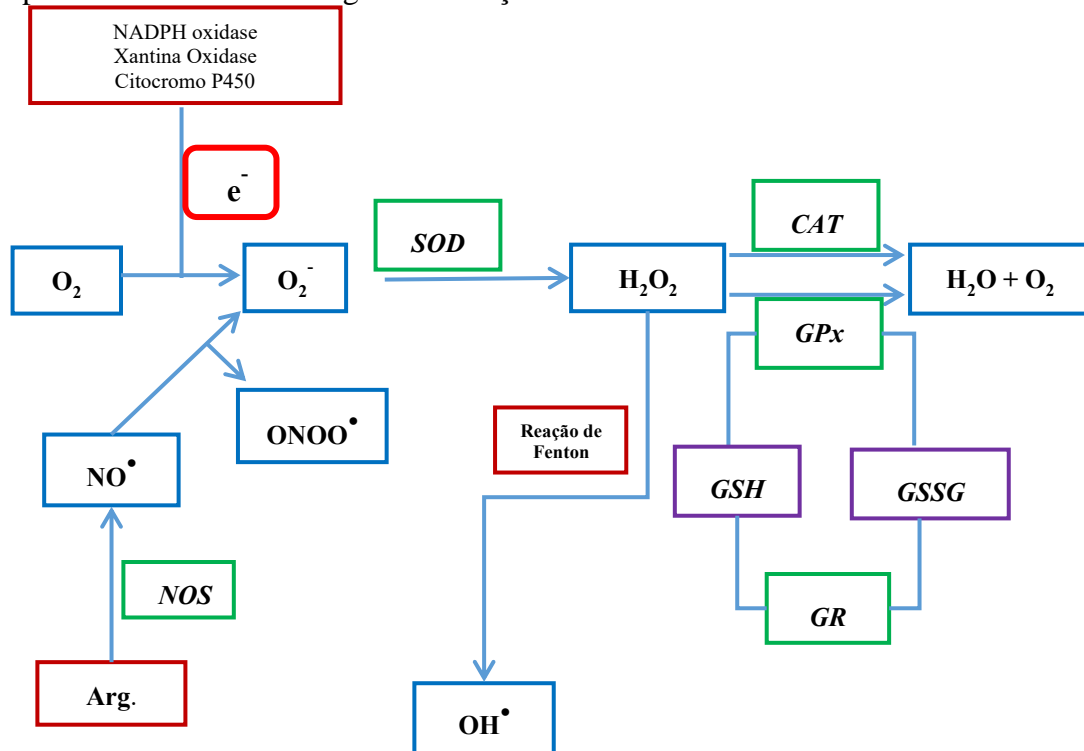 NADPH oxidase
Xantina Oxidase
Citocromo P450
e⁻
O₂
O₂⁻
SOD
H₂O₂
CAT
H₂O + O₂
GPx
ONOO•
Reação de
Fenton
NO•
GSH
GSSG
NOS
GR
Arg.
OH•